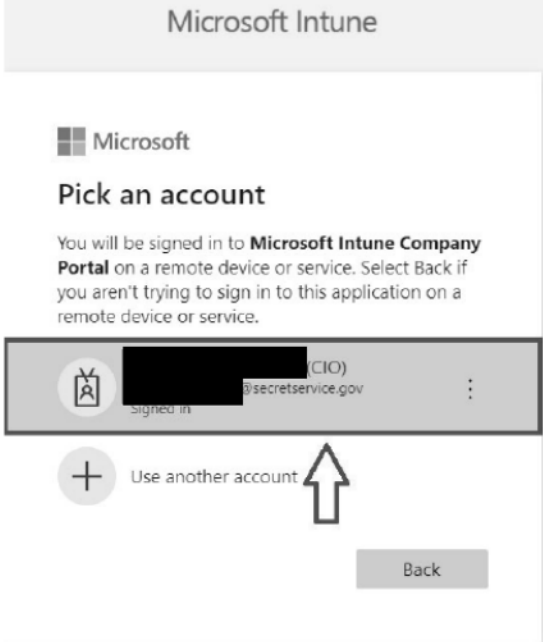 Microsoft Intune
Microsoft
Pick an account
You will be signed in to Microsoft Intune Company
Portal on a remote device or service. Select Back if
you aren't trying to sign in to this application on a
remote device or service.
(CIO)
@secretservice.gov
Signed in
Use another account
Back